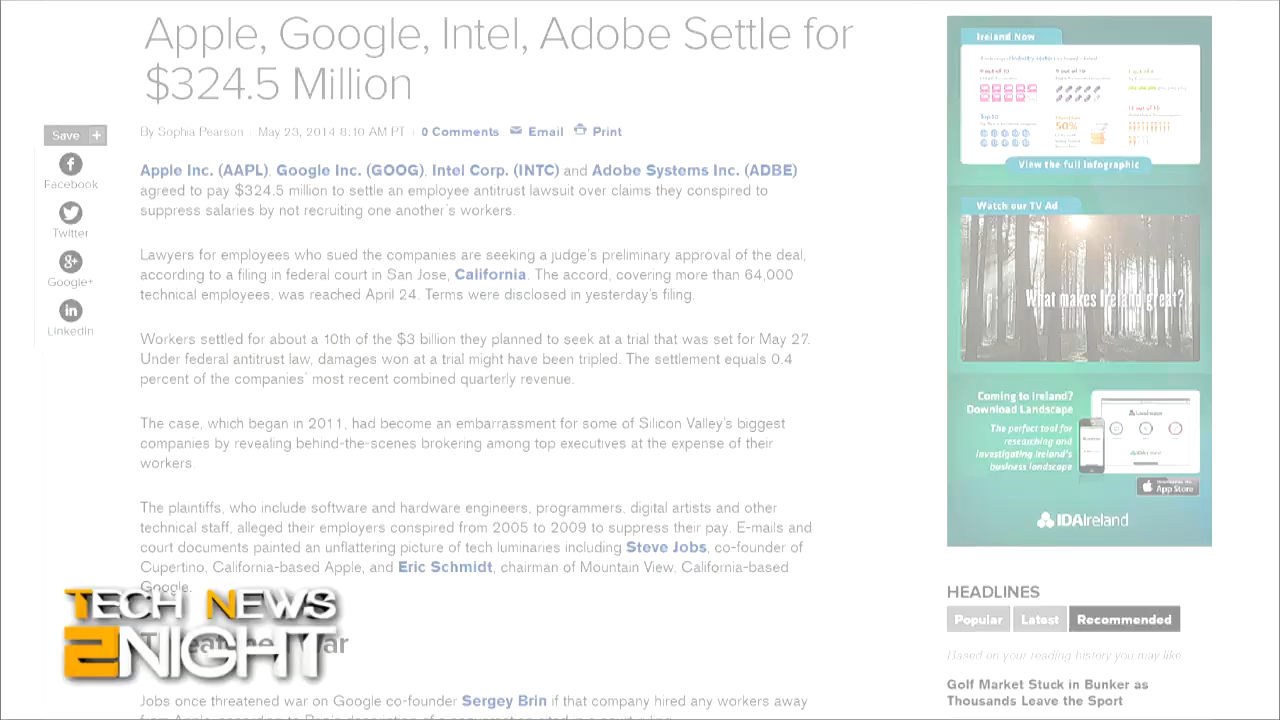 Apple, Google, Intel, Adobe Settle for
$324.5 Million
Save +
By Sophia Pearson
AM PT
0 Comments
Email
Print
Facebook
Twitter
Google+
LinkedIn
Apple Inc. (AAPL), Google Inc. (GOOG) Intel Corp. (INTC) and Adobe Systems Inc. (ADBE)
agreed to pay $324.5 million to settle an employee antitrust lawsuit over claims they conspired to
suppress salaries by not recruiting one another's workers.
Lawyers for employees who sued the companies are seeking a judge's preliminary approval of the deal,
according to a filing in federal court in San Jose, California. The accord, covering more than 64,000
technical employees, was reached April 24. Terms were disclosed in yesterday's filing.
Workers settled for about a 10th of the $3 billion they planned to seek at a trial that was set for May 27.
Under federal antitrust law, damages won at a trial might have been tripled. The settlement equals 0.4
percent of the companies' most recent combined quarterly revenue.
The case, which began in 2011, had become an embarrassment for some of Silicon Valley's biggest
companies by revealing behind-the-scenes brokering among top executives at the expense of their
workers.
The plaintiffs, who include software and hardware engineers, programmers, digital artists and other
technical staff, alleged their employers conspired from 2005 to 2009 to suppress their pay. E-mails and
court documents painted an unflattering picture of tech luminaries including Steve Jobs, co-founder of
Cupertino, California-based Apple, and Eric Schmidt, chairman of Mountain View, California-based
Google.
TECH NEWS
2NIGHT
Jobs once threatened war on Google co-founder Sergey Brin if that company hired any workers away
Ireland Now
9 out of 10
9 out of 10
Top 10
50%
View the full infographic
Watch our TV Ad
What makes Ireland great?
Coming to Ireland?
Download Landscape
The perfect tool for
researching and
investigating Ireland's
business landscape
App Store
IDAIreland
HEADLINES
Popular
Latest
Recommended
Based on your reading history you may like
Golf Market Stuck in Bunker as
Thousands Leave the Sport